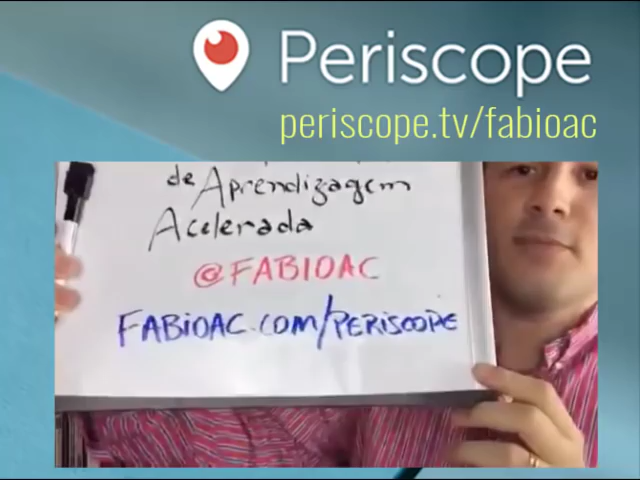 Periscope
periscope.tv/fabioac
de Aprendizagem
Acelerada
@FABIOAC
FABIOAC.COM/PERISCOPE